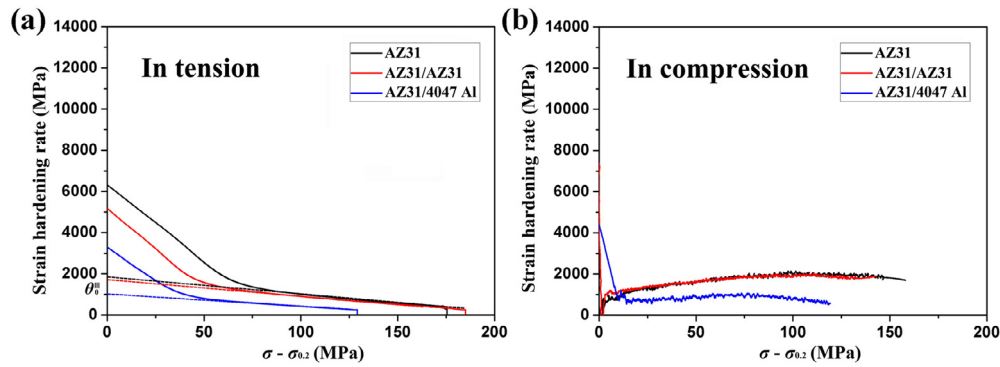 (a)
14000
12000
10000
8000
6000
4000
2000
0
Strain hardening rate (MPa)
In tension
AZ31
AZ31/AZ31
AZ31/4047 Al
θ₀ᴵᴵᴵ
0
50
100
150
200
σ - σ₀.₂ (MPa)
(b)
14000
12000
10000
8000
6000
4000
2000
0
Strain hardening rate (MPa)
In compression
AZ31
AZ31/AZ31
AZ31/4047 Al
0
50
100
150
200
σ - σ₀.₂ (MPa)